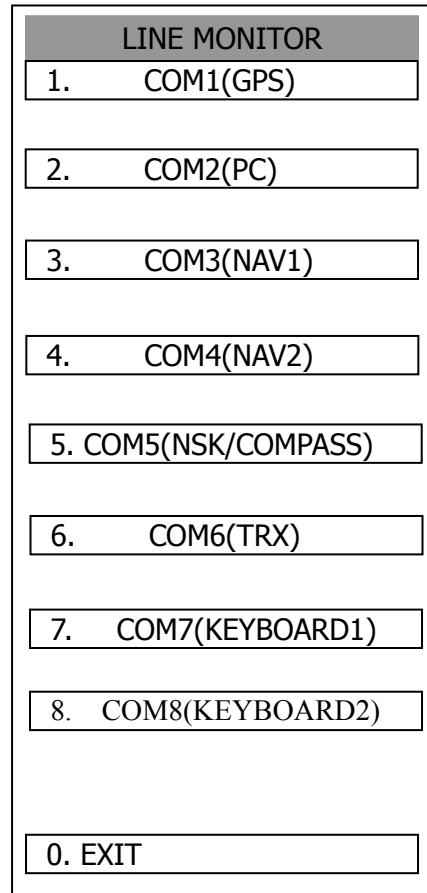 LINE MONITOR
1. COM1(GPS)
2. COM2(PC)
3. COM3(NAV1)
4. COM4(NAV2)
5. COM5(NSK/COMPASS)
6. COM6(TRX)
7. COM7(KEYBOARD1)
8. COM8(KEYBOARD2)
0. EXIT